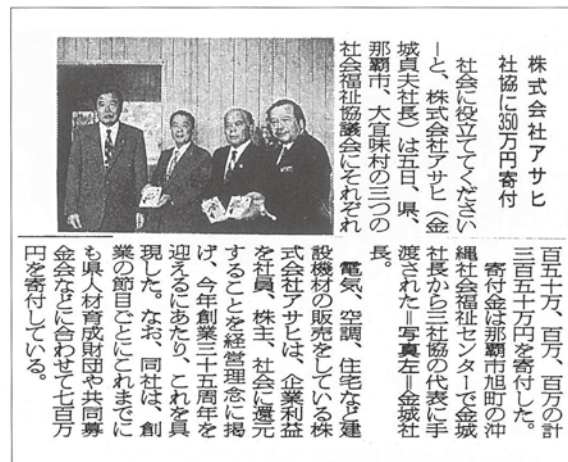 株式会社アサヒ
社協に350万円寄付
社会に役立ててください
ーと、株式会社アサヒ（金
城貞夫社長）は五日、県、
那覇市、大宜味村の三つの
社会福祉協議会にそれぞれ
百五十万、百万、百万の計
三百五十万円を寄付した。
寄付金は那覇市旭町の沖
縄社会福祉センターで金城
社長から三社協の代表に手
渡された＝写真左＝金城社
長。
電気、空調、住宅など建
設機材の販売をしている株
式会社アサヒは、企業利益
を社員、株主、社会に還元
することを経営理念に掲
げ、今年創業三十五周年を
迎えるにあたり、これを具
現した。なお、同社は、創
業の節目ごとにこれまでに
も県人材育成財団や共同募
金会などに合わせて七百万
円を寄付している。